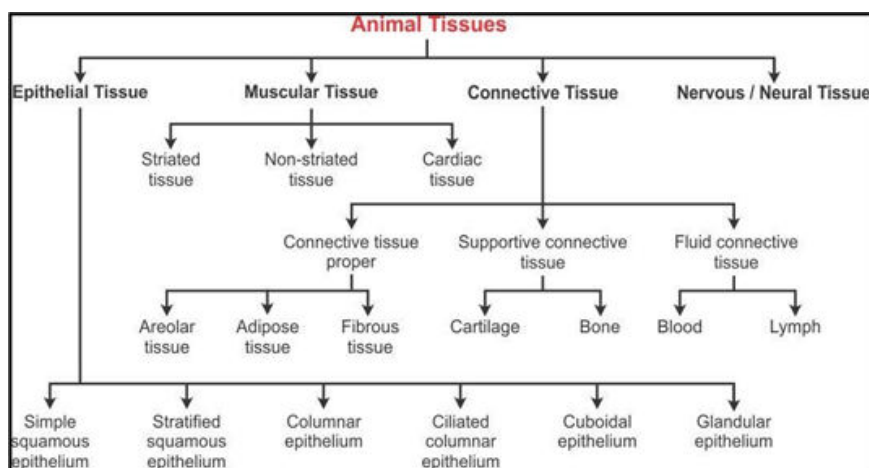 Animal Tissues
Epithelial Tissue Muscular Tissue Connective Tissue Nervous / Neural Tissue
Striated Non-striated Cardiac
tissue tissue tissue
Connective tissue Supportive connective Fluid connective
proper tissue tissue
Areolar Adipose Fibrous Cartilage Bone Blood Lymph
tissue tissue tissue
Simple Stratified Columnar Ciliated Cuboidal Glandular
squamous squamous epithelium columnar epithelium epithelium
epithelium epithelium epithelium